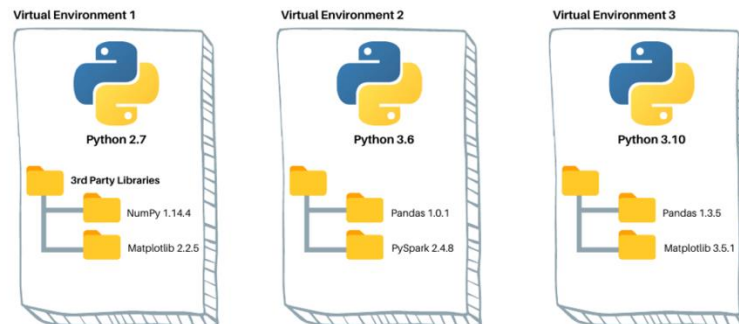 Virtual Environment 1
Python 2.7
3rd Party Libraries
NumPy 1.14.4
Matplotlib 2.2.5
Virtual Environment 2
Python 3.6
Pandas 1.0.1
PySpark 2.4.8
Virtual Environment 3
Python 3.10
Pandas 1.3.5
Matplotlib 3.5.1